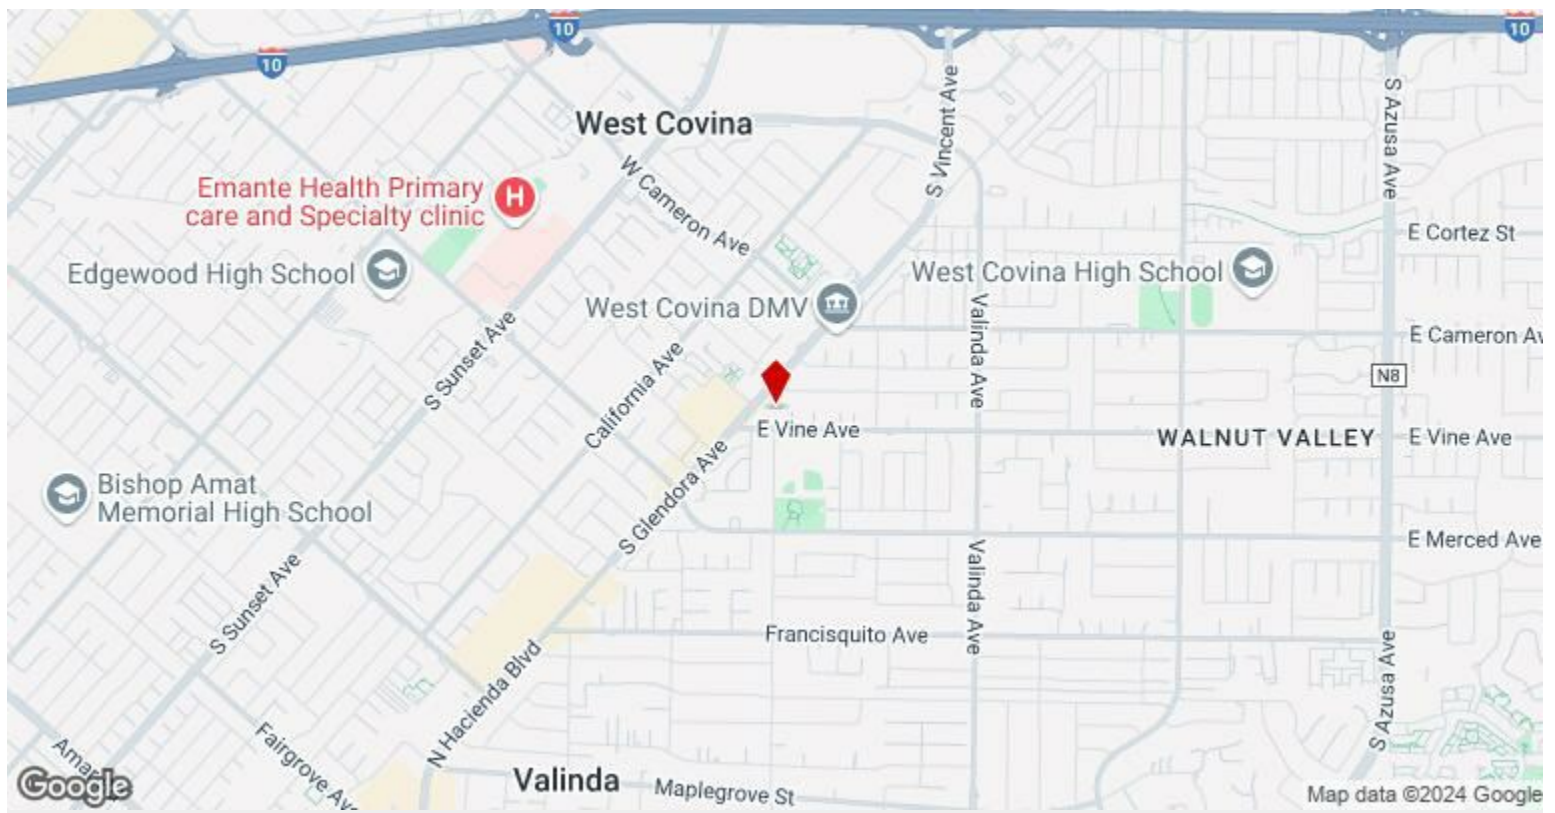 10
10
10
West Covina
S Vincent Ave
S Azusa Ave
W Cameron Ave
Emante Health Primary
care and Specialty clinic
H
E Cortez St
Edgewood High School
West Covina High School
West Covina DMV
Valinda Ave
E Cameron Av
S Sunset Ave
California Ave
N8
E Vine Ave
WALNUT VALLEY
E Vine Ave
S Glendora Ave
Bishop Amat
Memorial High School
E Merced Ave
Valinda Ave
S Sunset Ave
Francisquito Ave
N Hacienda Blvd
S Azusa Ave
Fairgrove Ave
Amar
Valinda
Maplegrove St
Google
Map data ©2024 Google